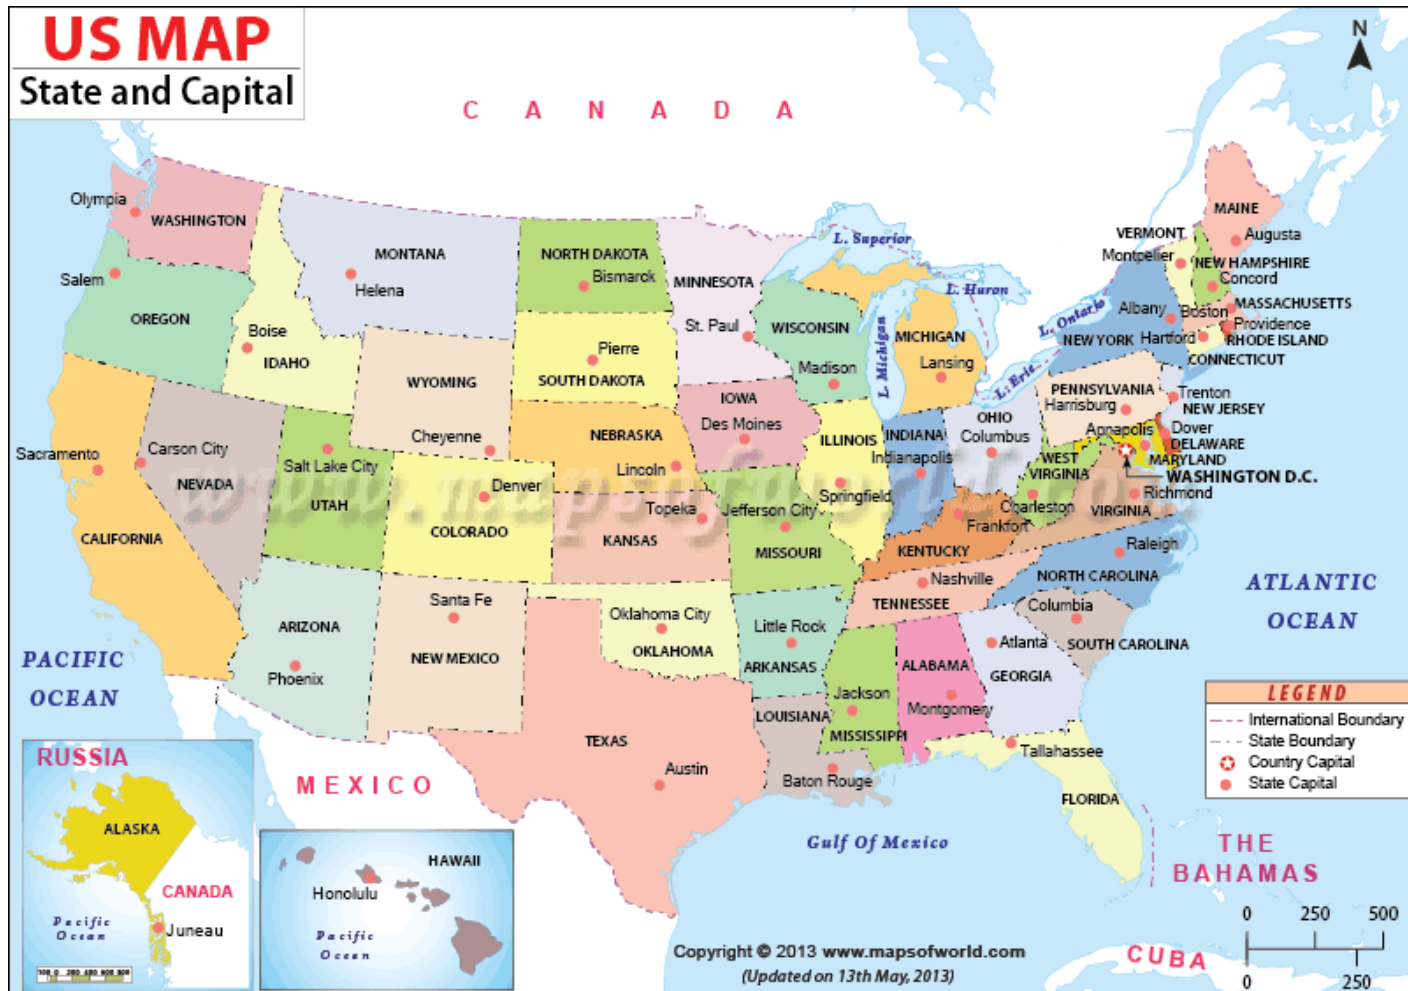 US MAP
State and Capital
N
CANADA
Olympia
WASHINGTON
MONTANA
Helena
NORTH DAKOTA
Bismarck
MINNESOTA
St. Paul
L. Superior
L. Huron
L. Michigan
L. Ontario
L. Erie
MAINE
Augusta
VERMONT
Montpelier
NEW HAMPSHIRE
Concord
Salem
OREGON
Boise
IDAHO
WYOMING
Cheyenne
Pierre
SOUTH DAKOTA
WISCONSIN
Madison
MICHIGAN
Lansing
Albany
NEW YORK
MASSACHUSETTS
Boston
Providence
RHODE ISLAND
Hartford
CONNECTICUT
IOWA
Des Moines
NEBRASKA
Lincoln
ILLINOIS
Springfield
INDIANA
Indianapolis
OHIO
Columbus
PENNSYLVANIA
Harrisburg
Trenton
NEW JERSEY
Annapolis
Dover
DELAWARE
MARYLAND
WASHINGTON D.C.
WEST
VIRGINIA
Charleston
Richmond
VIRGINIA
Sacramento
Carson City
NEVADA
CALIFORNIA
Salt Lake City
UTAH
Denver
COLORADO
Topeka
KANSAS
Jefferson City
MISSOURI
Frankfort
KENTUCKY
www.mapsofworld.com
Raleigh
NORTH CAROLINA
Nashville
TENNESSEE
Columbia
SOUTH CAROLINA
ATLANTIC
OCEAN
PACIFIC
OCEAN
ARIZONA
Phoenix
Santa Fe
NEW MEXICO
Oklahoma City
OKLAHOMA
Little Rock
ARKANSAS
ALABAMA
Montgomery
Atlanta
GEORGIA
Jackson
MISSISSIPPI
LOUISIANA
Baton Rouge
TEXAS
Austin
Tallahassee
FLORIDA
MEXICO
Gulf Of Mexico
LEGEND
International Boundary
State Boundary
Country Capital
State Capital
THE
BAHAMAS
CUBA
0 250 500
0 250
RUSSIA
ALASKA
CANADA
Pacific
Ocean
Juneau
100 0 200 400 600 800
HAWAII
Honolulu
Pacific
Ocean
Copyright © 2013 www.mapsofworld.com
(Updated on 13th May, 2013)